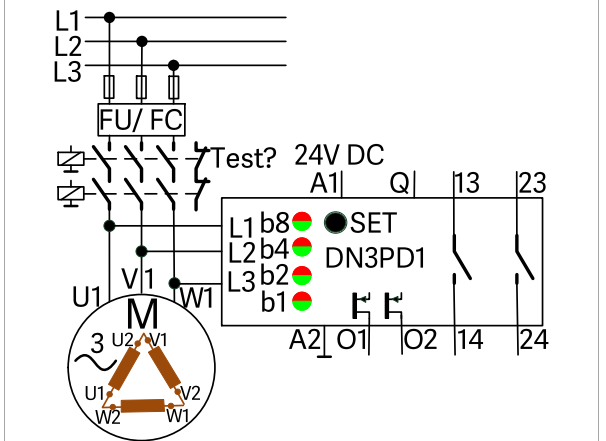 L1
L2
L3
FU/ FC
Test? 24V DC
A1 Q 13 23
L1 b8 SET
L2 b4 DN3PD1
L3 b2
b1
U1 V1 W1
M
A2 O1 O2 14 24
3 U2 V1
U1 V2
W2 W1